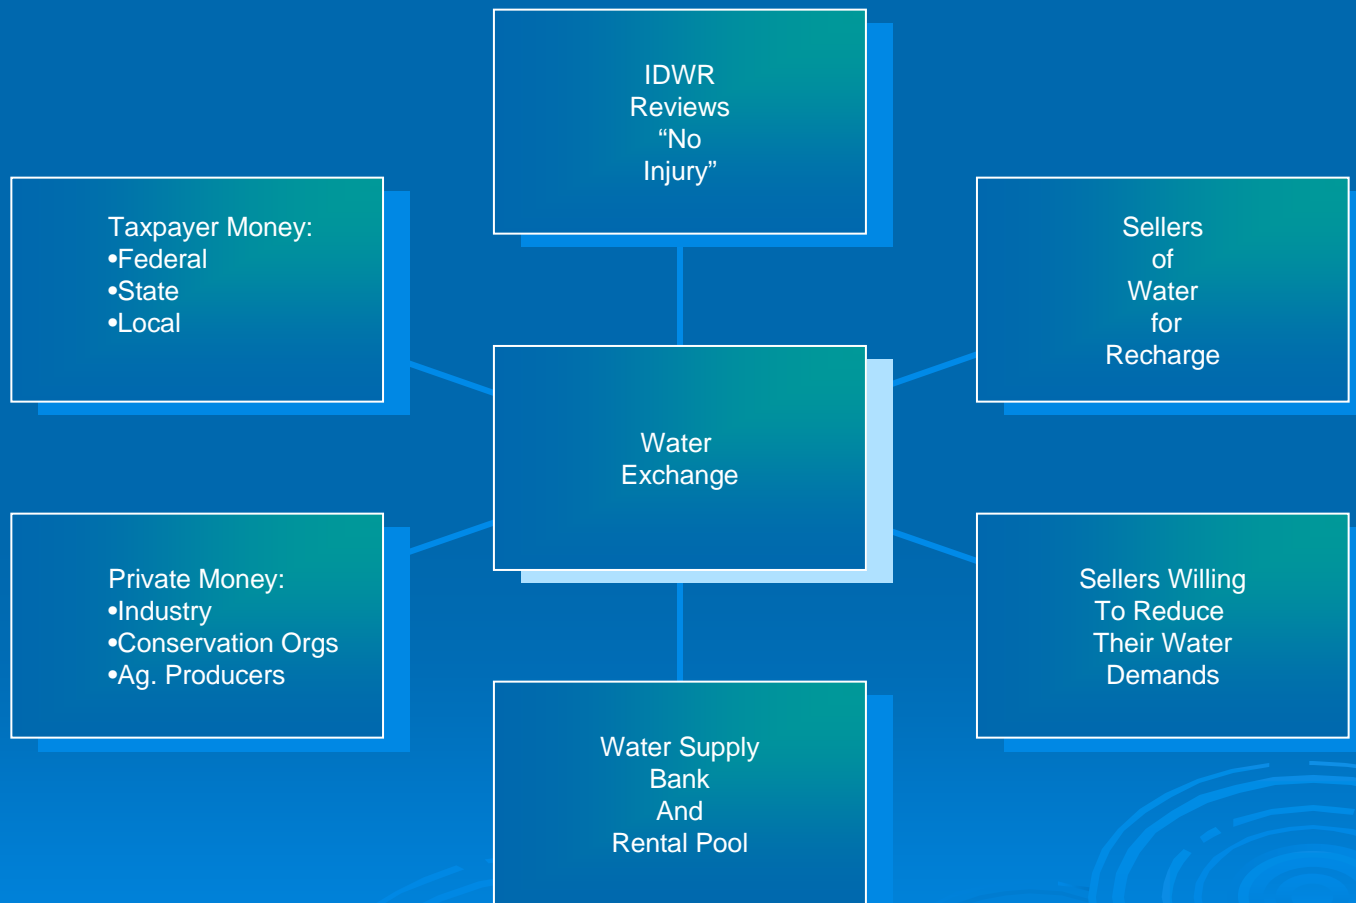 IDWR
Reviews
“No
Injury”
Taxpayer Money:
•Federal
•State
•Local
Sellers
of
Water
for
Recharge
Water
Exchange
Private Money:
•Industry
•Conservation Orgs
•Ag. Producers
Sellers Willing
To Reduce
Their Water
Demands
Water Supply
Bank
And
Rental Pool